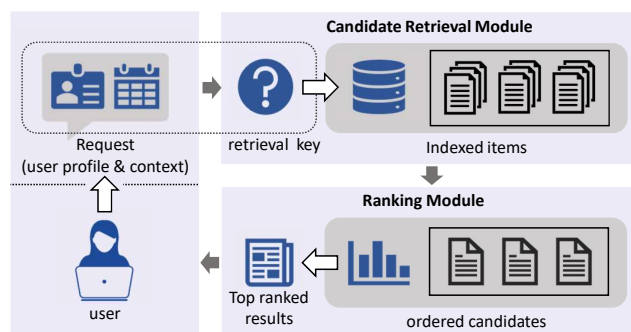 Candidate Retrieval Module
Request
(user profile & context)
retrieval key
Indexed items
Ranking Module
user
Top ranked
results
ordered candidates